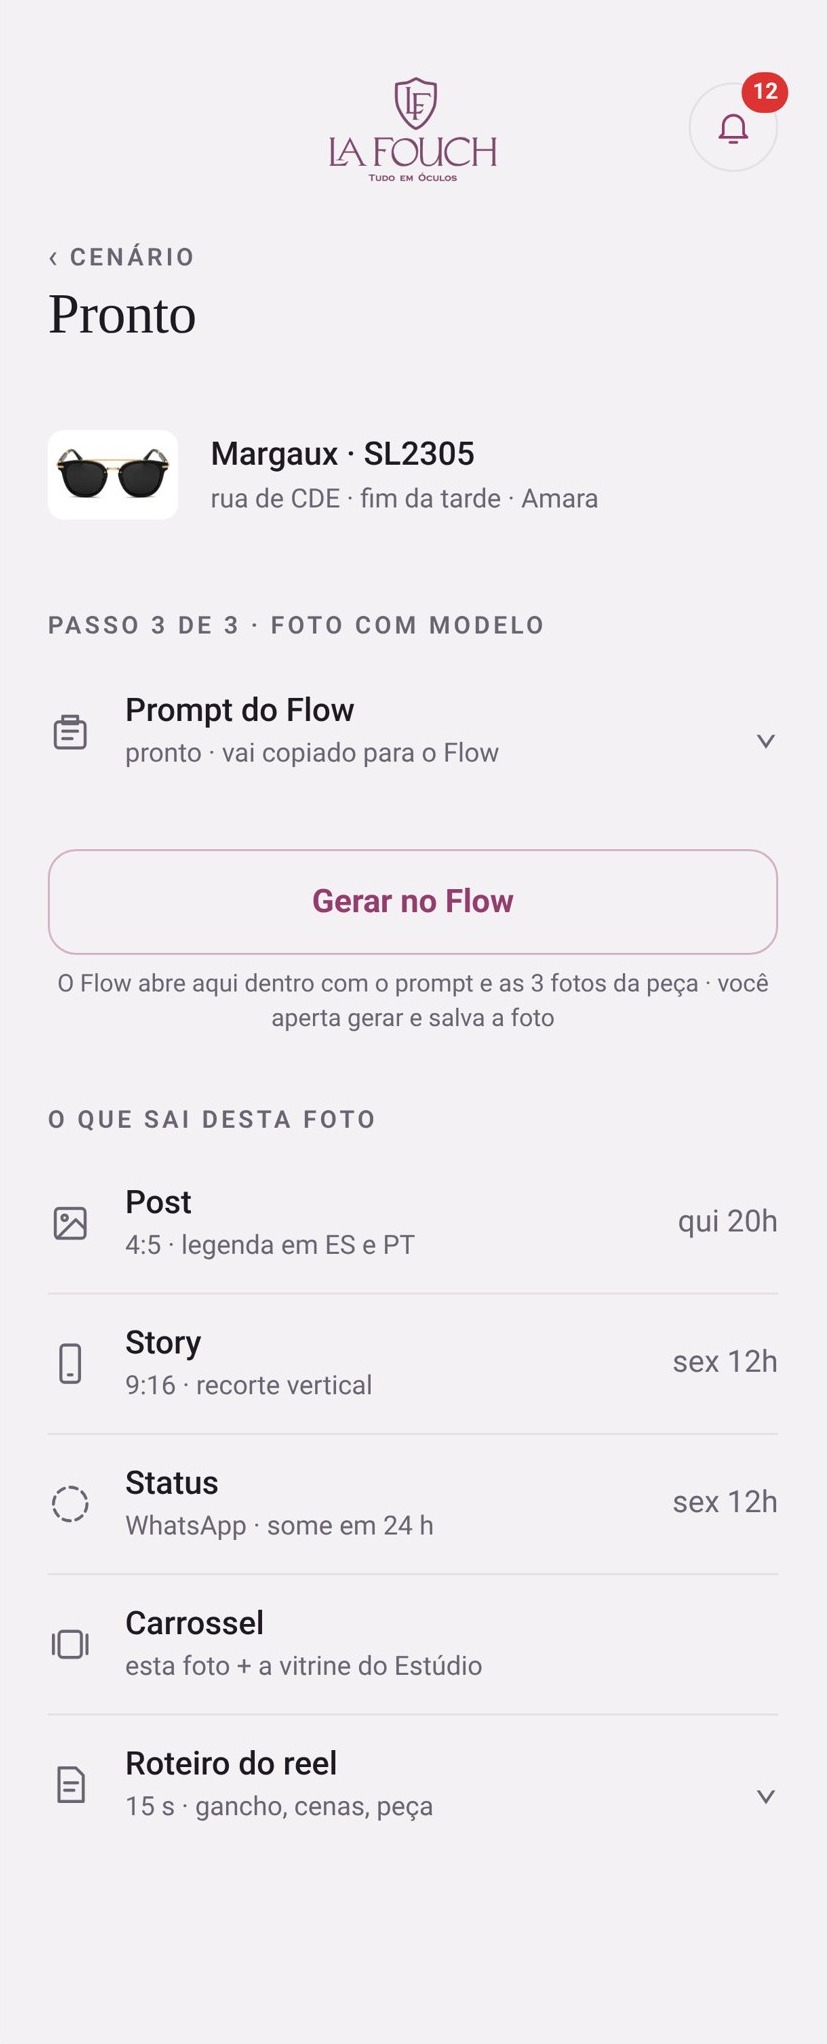 12
LF
LA FOUCH
TUDO EM ÓCULOS
‹ CENÁRIO
Pronto
Margaux · SL2305
rua de CDE · fim da tarde · Amara
PASSO 3 DE 3 · FOTO COM MODELO
Prompt do Flow
pronto · vai copiado para o Flow
Gerar no Flow
O Flow abre aqui dentro com o prompt e as 3 fotos da peça · você
aperta gerar e salva a foto
O QUE SAI DESTA FOTO
Post
qui 20h
4:5 · legenda em ES e PT
Story
sex 12h
9:16 · recorte vertical
Status
sex 12h
WhatsApp · some em 24 h
Carrossel
esta foto + a vitrine do Estúdio
Roteiro do reel
15 s · gancho, cenas, peça